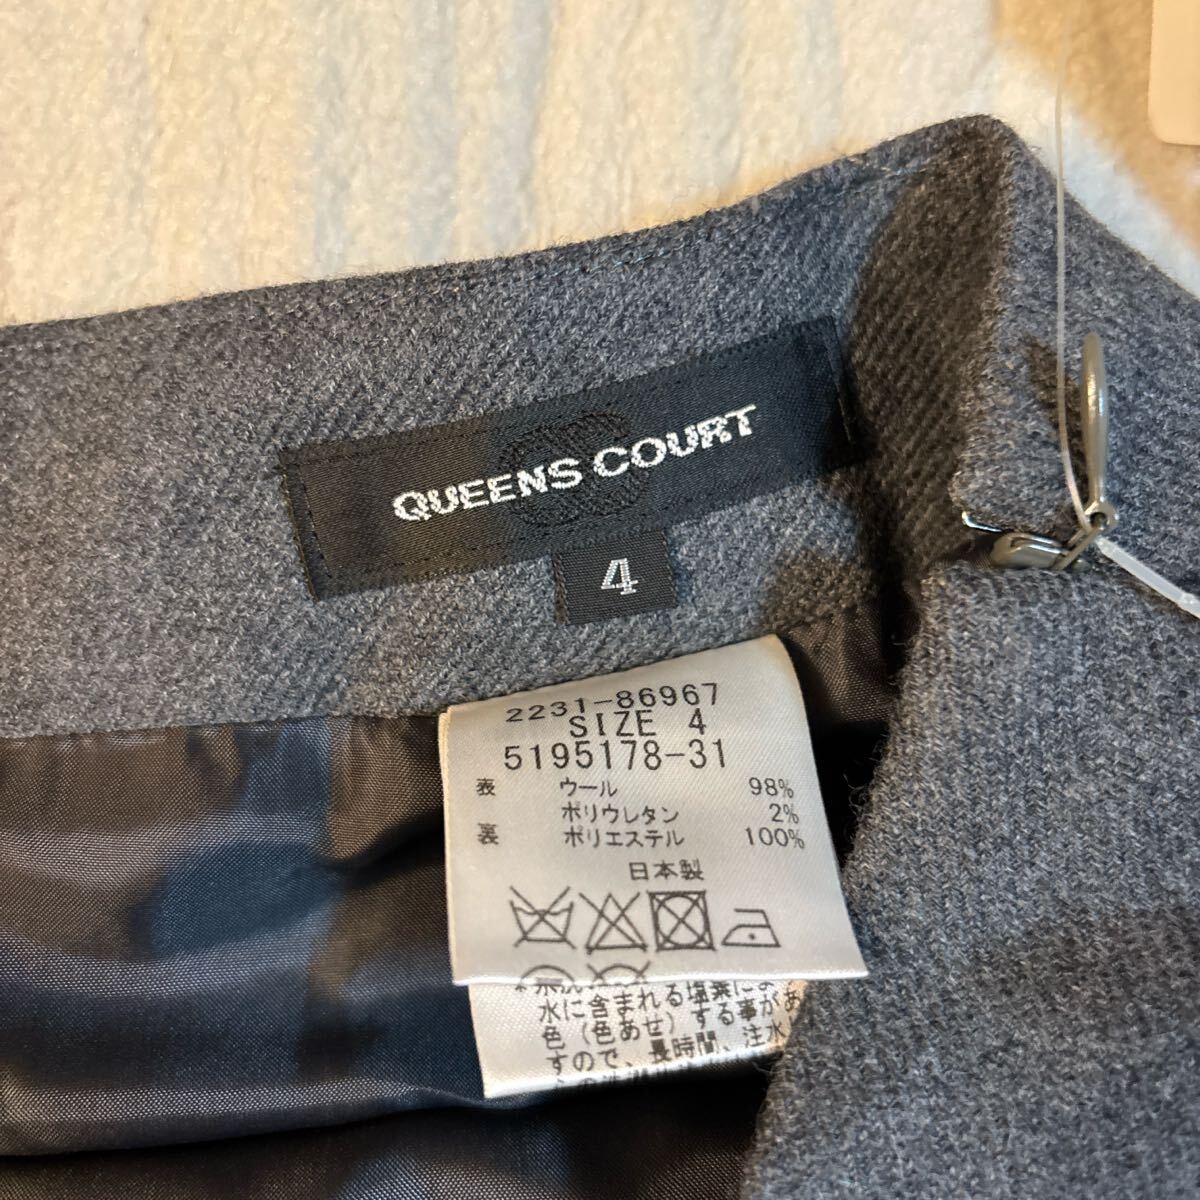 QUEENS COURT
4
2231-86967
SIZE 4
5195178-31
表 ウール 98%
ポリウレタン 2%
裏 ポリエステル 100%
日本製
水に含まれる塩素によ
色(色あせ)する事があ
すので、長時間、注水